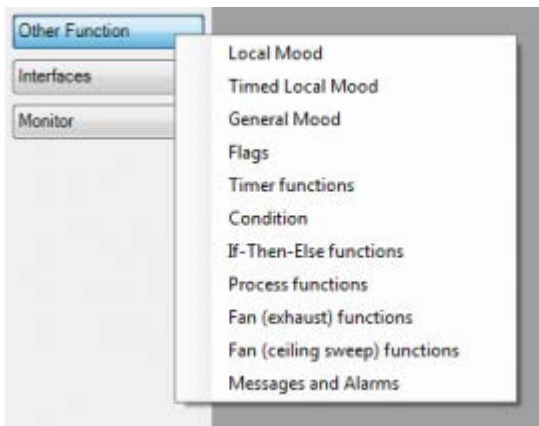 Other Function
Interfaces
Monitor
Local Mood
Timed Local Mood
General Mood
Flags
Timer functions
Condition
If-Then-Else functions
Process functions
Fan (exhaust) functions
Fan (ceiling sweep) functions
Messages and Alarms